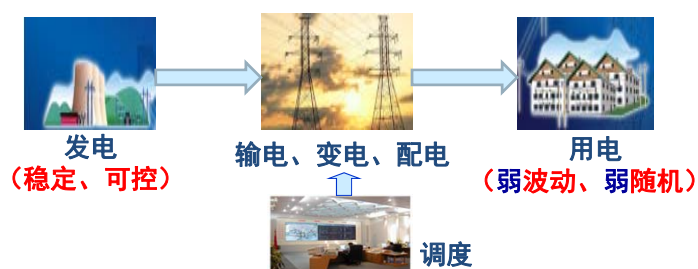 发电
（稳定、可控）
输电、变电、配电
用电
（弱波动、弱随机）
调度